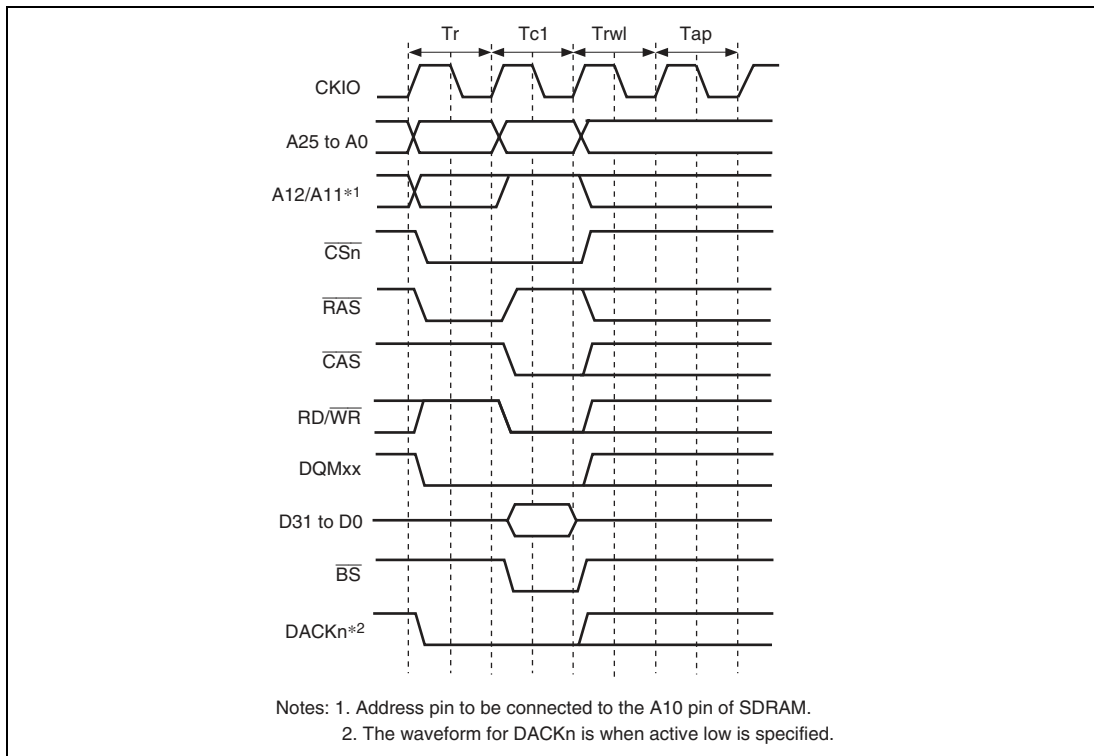 Tr Tc1 Trwl Tap
CKIO
A25 to A0
A12/A11*1
CSn
RAS
CAS
RD/WR
DQMxx
D31 to D0
BS
DACKn*2
Notes: 1. Address pin to be connected to the A10 pin of SDRAM.
2. The waveform for DACKn is when active low is specified.